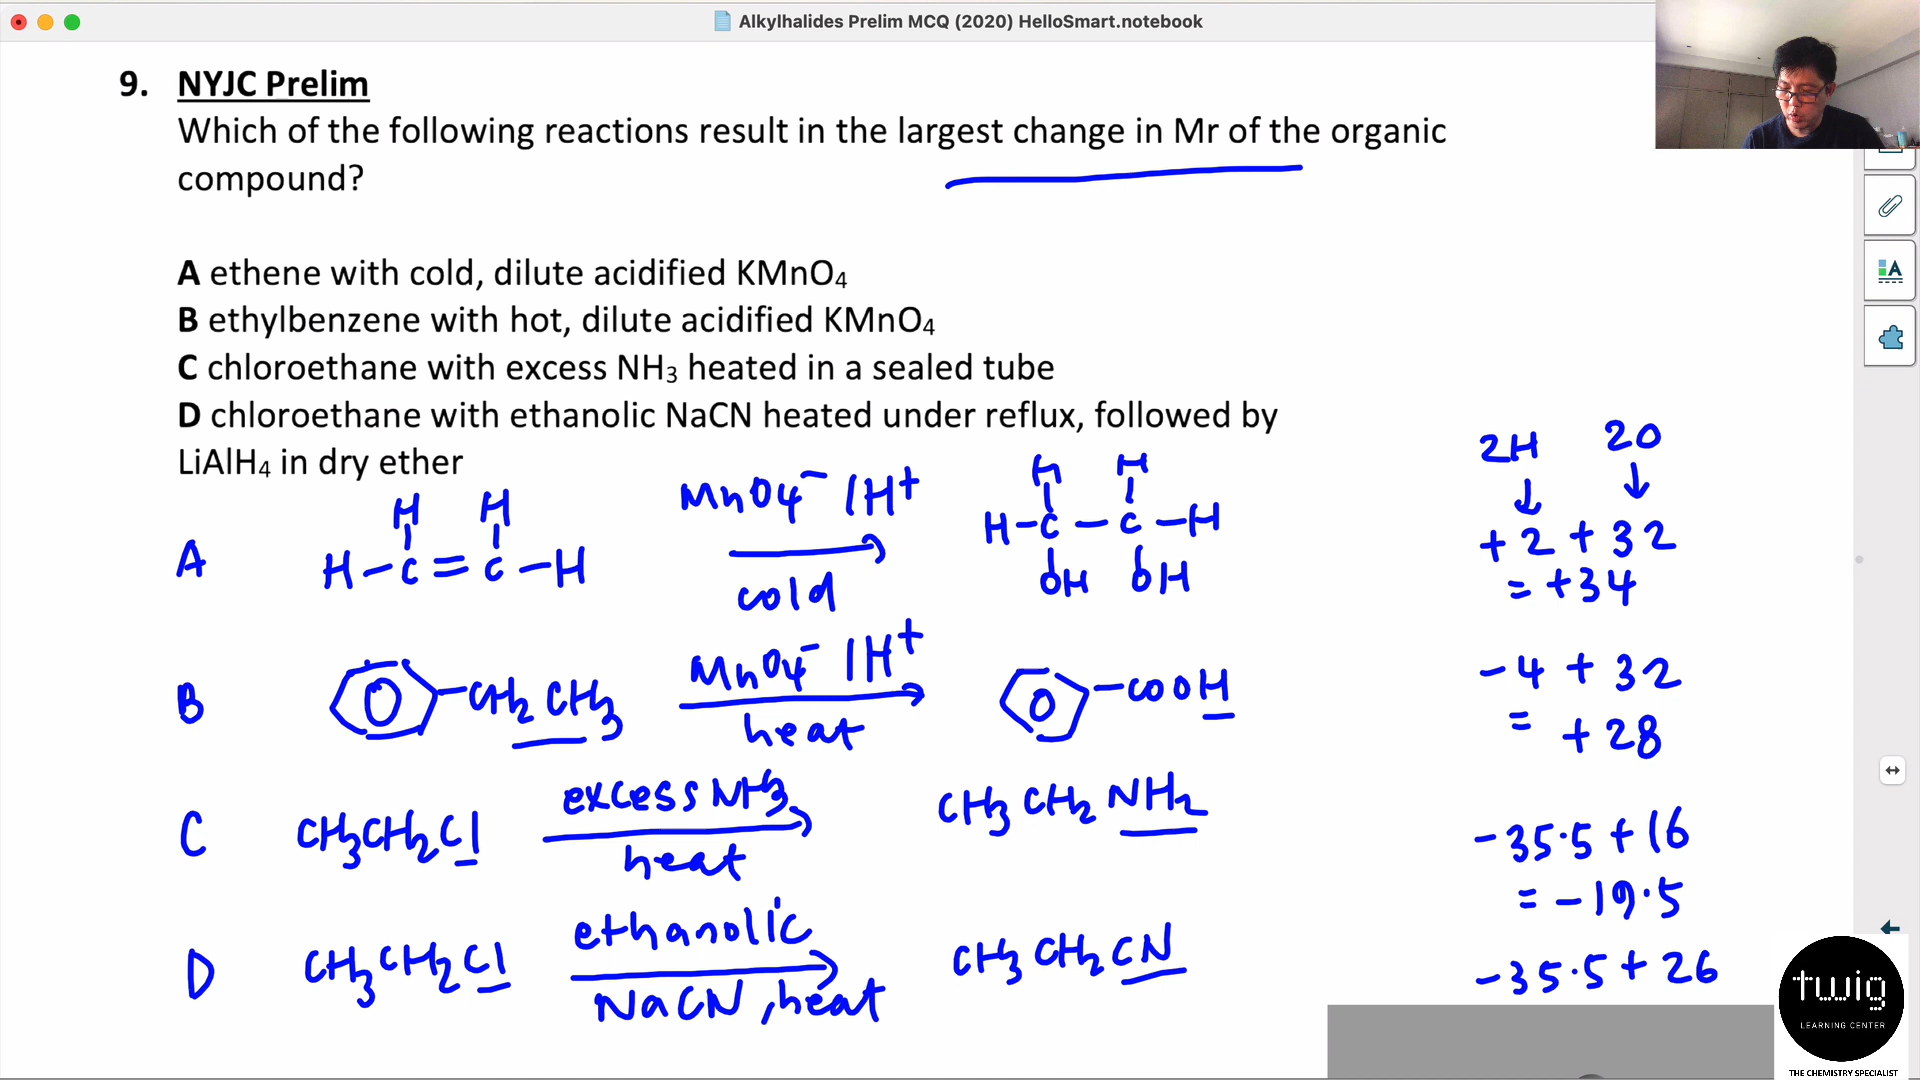 Alkylhalides Prelim MCQ (2020) HelloSmart.notebook
9. NYJC Prelim
Which of the following reactions result in the largest change in Mr of the organic
compound?
A ethene with cold, dilute acidified KMnO4
B ethylbenzene with hot, dilute acidified KMnO4
C chloroethane with excess NH3 heated in a sealed tube
D chloroethane with ethanolic NaCN heated under reflux, followed by
LiAlH4 in dry ether
2H 2O
↓ ↓
A
H H
H-C=C-H
MnO4⁻ / H⁺
cold
H H
H-C-C-H
OH OH
+2+32
= +34
B
-CH2CH3
MnO4⁻ / H⁺
heat
-COOH
-4 + 32
= +28
C CH3CH2Cl
excess NH3
heat
CH3CH2NH2
-35.5+16
= -19.5
D CH3CH2Cl
ethanolic
NaCN, heat
CH3CH2CN
-35.5+26
A
twig
LEARNING CENTER
THE CHEMISTRY SPECIALIST